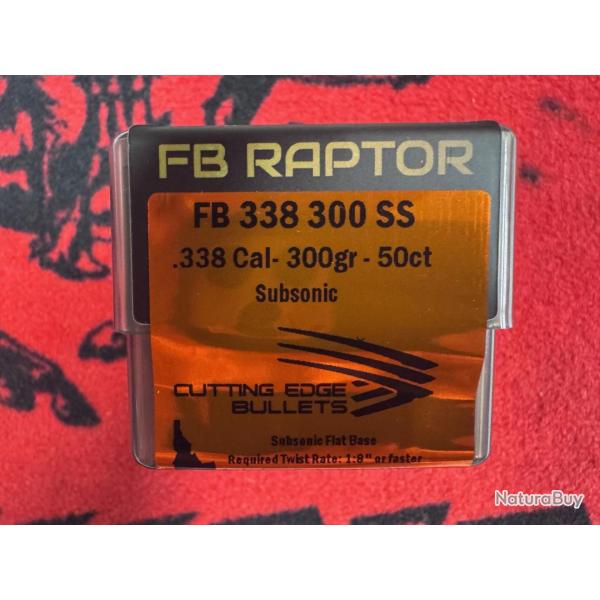 FB RAPTOR
FB 338 300 SS
.338 Cal- 300gr - 50ct
Subsonic
CUTTING EDGE
BULLETS
Subsonic Flat Base
Required Twist Rate: 1:8" or faster
NaturaBuy